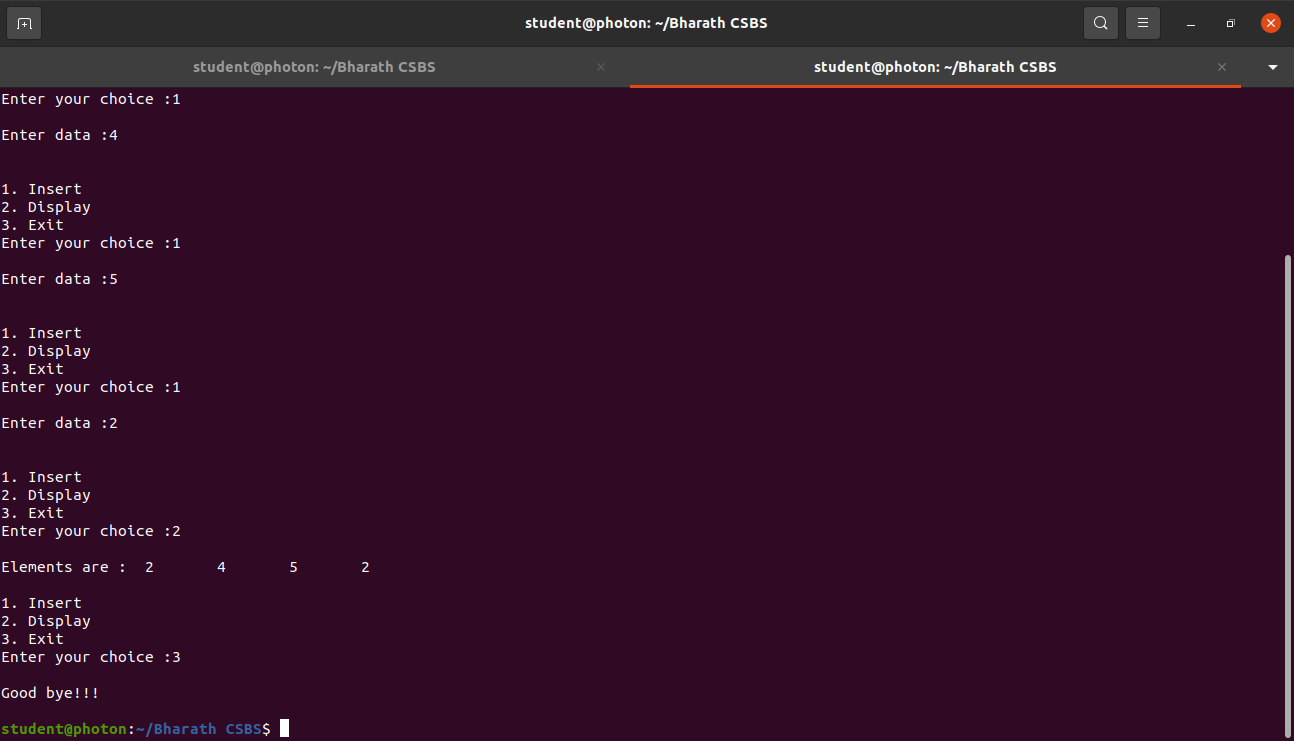 student@photon: ~/Bharath CSBS
student@photon: ~/Bharath CSBS
student@photon: ~/Bharath CSBS
Enter your choice :1
Enter data :4
1. Insert
2. Display
3. Exit
Enter your choice :1
Enter data :5
1. Insert
2. Display
3. Exit
Enter your choice :1
Enter data :2
1. Insert
2. Display
3. Exit
Enter your choice :2
Elements are :  2       4       5       2
1. Insert
2. Display
3. Exit
Enter your choice :3
Good bye!!!
student@photon:~/Bharath CSBS$